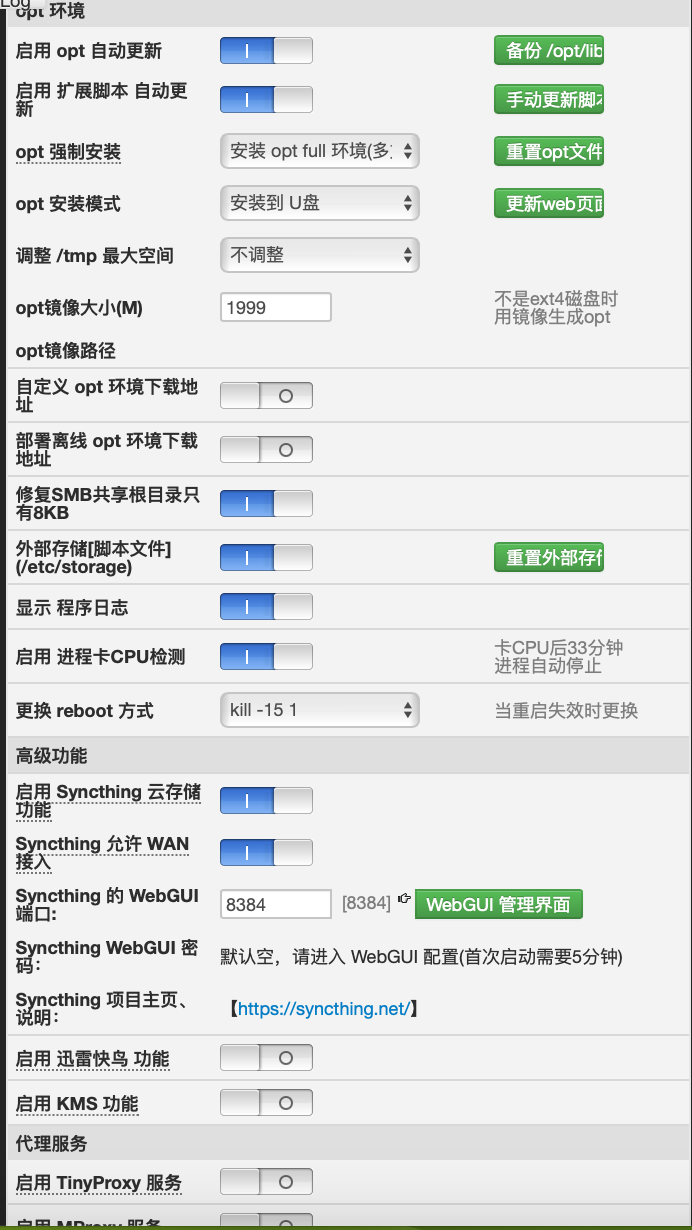 Log
opt 环境
启用 opt 自动更新
备份 /opt/lib
启用 扩展脚本 自动更
新
手动更新脚本
opt 强制安装
安装 opt full 环境(多
重置opt文件
opt 安装模式
安装到 U盘
更新web页面
调整 /tmp 最大空间
不调整
opt镜像大小(M)
1999
不是ext4磁盘时
用镜像生成opt
opt镜像路径
自定义 opt 环境下载地
址
部署离线 opt 环境下载
地址
修复SMB共享根目录只
有8KB
外部存储[脚本文件]
(/etc/storage)
重置外部存储
显示 程序日志
启用 进程卡CPU检测
卡CPU后33分钟
进程自动停止
更换 reboot 方式
kill -15 1
当重启失效时更换
高级功能
启用 Syncthing 云存储
功能
Syncthing 允许 WAN
接入
Syncthing 的 WebGUI
端口:
8384
[8384]
WebGUI 管理界面
Syncthing WebGUI 密
码：
默认空，请进入 WebGUI 配置(首次启动需要5分钟)
Syncthing 项目主页、
说明：
【https://syncthing.net/】
启用 迅雷快鸟 功能
启用 KMS 功能
代理服务
启用 TinyProxy 服务
启用 MProxy 服务